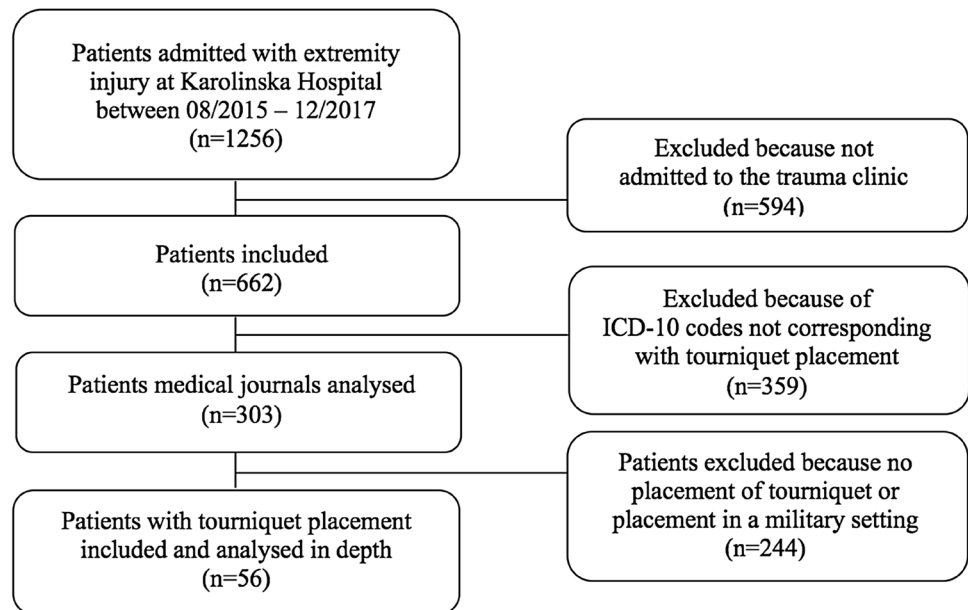 Patients admitted with extremity
injury at Karolinska Hospital
between 08/2015 – 12/2017
(n=1256)
Excluded because not
admitted to the trauma clinic
(n=594)
Patients included
(n=662)
Excluded because of
ICD-10 codes not corresponding
with tourniquet placement
(n=359)
Patients medical journals analysed
(n=303)
Patients excluded because no
placement of tourniquet or
placement in a military setting
(n=244)
Patients with tourniquet placement
included and analysed in depth
(n=56)